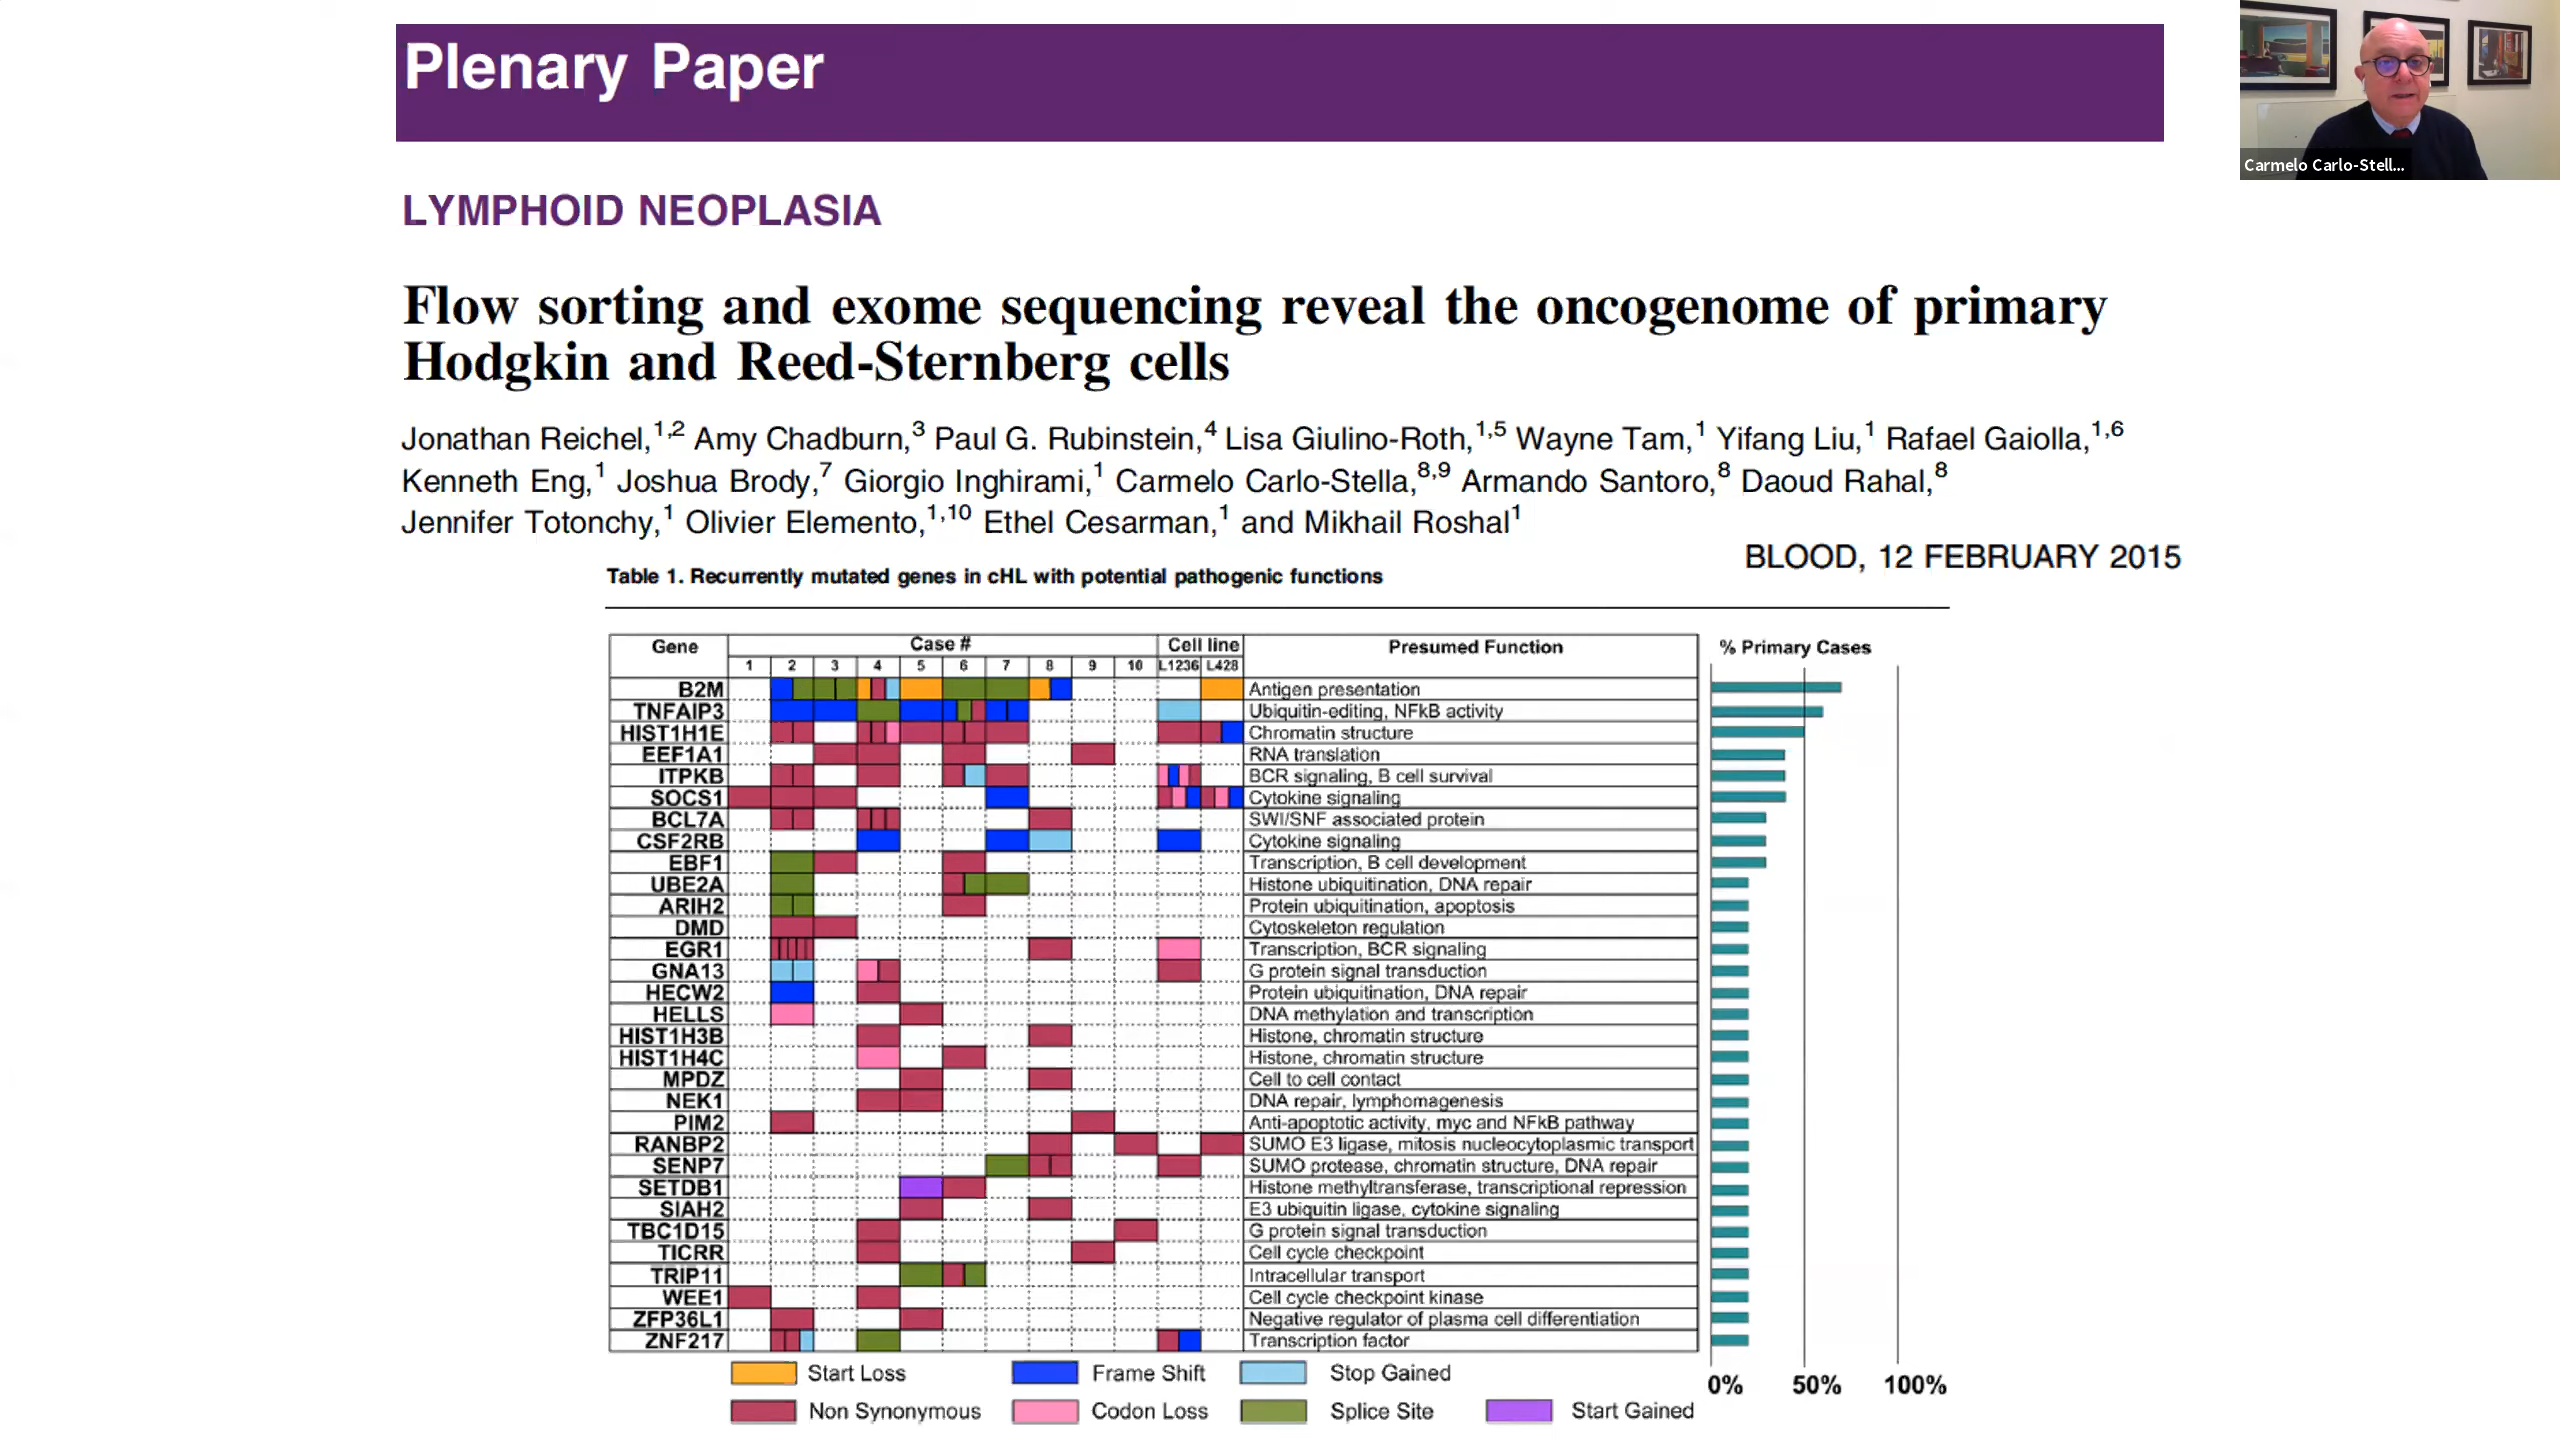 Plenary Paper
Carmelo Carlo-Stell...
LYMPHOID NEOPLASIA
Flow sorting and exome sequencing reveal the oncogenome of primary
Hodgkin and Reed-Sternberg cells
Jonathan Reichel,1,2 Amy Chadburn,3 Paul G. Rubinstein,4 Lisa Giulino-Roth,1,5 Wayne Tam,1 Yifang Liu,1 Rafael Gaiolla,1,6
Kenneth Eng,1 Joshua Brody,7 Giorgio Inghirami,1 Carmelo Carlo-Stella,8,9 Armando Santoro,8 Daoud Rahal,8
Jennifer Totonchy,1 Olivier Elemento,1,10 Ethel Cesarman,1 and Mikhail Roshal1
BLOOD, 12 FEBRUARY 2015
Table 1. Recurrently mutated genes in cHL with potential pathogenic functions
Gene Case # Cell line Presumed Function % Primary Cases
1 2 3 4 5 6 7 8 9 10 L1236 L428
B2M Antigen presentation
TNFAIP3 Ubiquitin-editing, NFkB activity
HIST1H1E Chromatin structure
EEF1A1 RNA translation
ITPKB BCR signaling, B cell survival
SOCS1 Cytokine signaling
BCL7A SWI/SNF associated protein
CSF2RB Cytokine signaling
EBF1 Transcription, B cell development
UBE2A Histone ubiquitination, DNA repair
ARIH2 Protein ubiquitination, apoptosis
DMD Cytoskeleton regulation
EGR1 Transcription, BCR signaling
GNA13 G protein signal transduction
HECW2 Protein ubiquitination, DNA repair
HELLS DNA methylation and transcription
HIST1H3B Histone, chromatin structure
HIST1H4C Histone, chromatin structure
MPDZ Cell to cell contact
NEK1 DNA repair, lymphomagenesis
PIM2 Anti-apoptotic activity, myc and NFkB pathway
RANBP2 SUMO E3 ligase, mitosis nucleocytoplasmic transport
SENP7 SUMO protease, chromatin structure, DNA repair
SETDB1 Histone methyltransferase, transcriptional repression
SIAH2 E3 ubiquitin ligase, cytokine signaling
TBC1D15 G protein signal transduction
TICRR Cell cycle checkpoint
TRIP11 Intracellular transport
WEE1 Cell cycle checkpoint kinase
ZFP36L1 Negative regulator of plasma cell differentiation
ZNF217 Transcription factor
Start Loss Frame Shift Stop Gained
0% 50% 100%
Non Synonymous Codon Loss Splice Site Start Gained